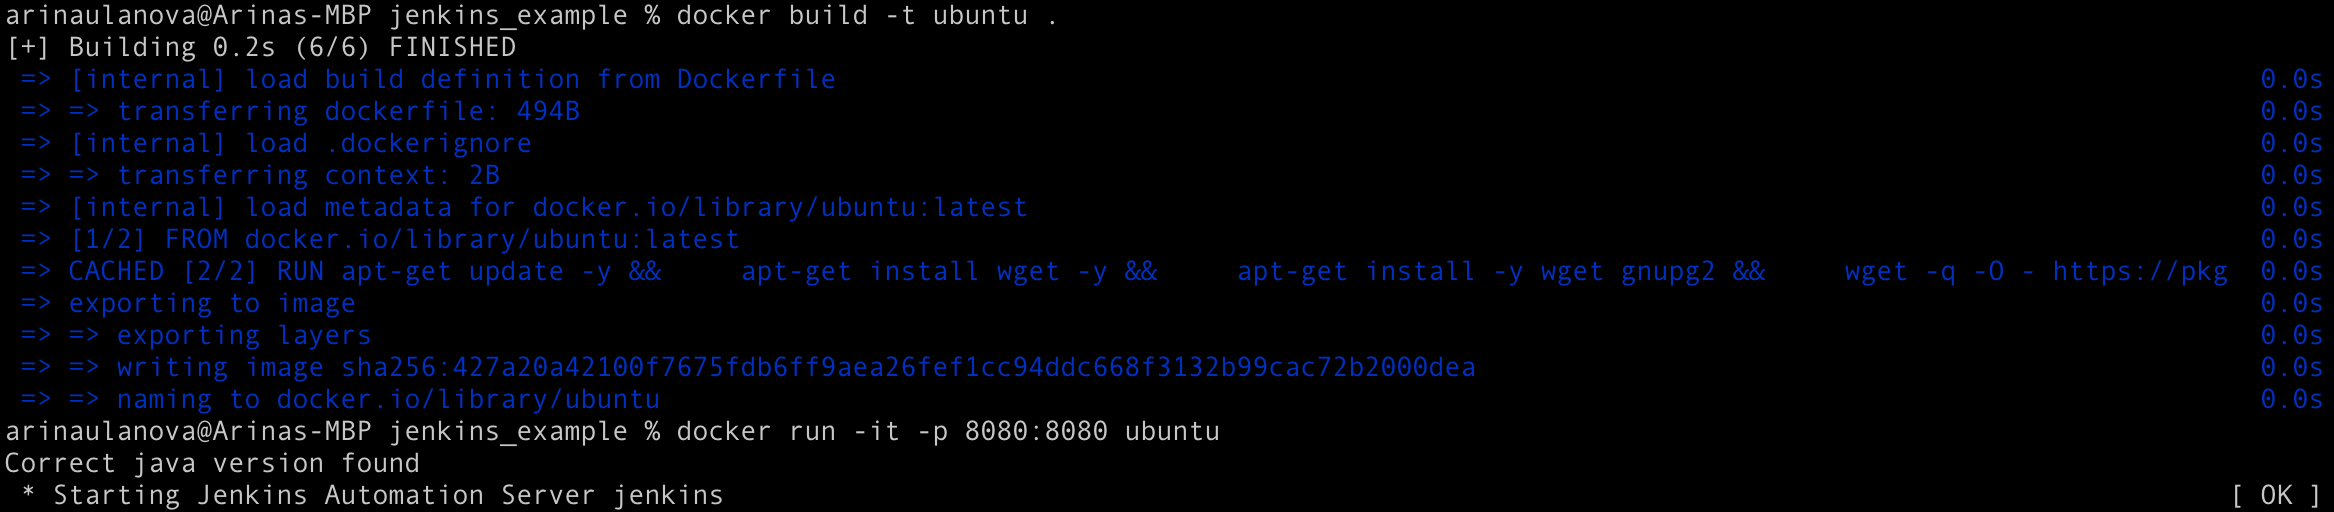 arinaulanova@Arinas-MBP jenkins_example % docker build -t ubuntu .
[+] Building 0.2s (6/6) FINISHED
=> [internal] load build definition from Dockerfile 0.0s
=> => transferring dockerfile: 494B 0.0s
=> [internal] load .dockerignore 0.0s
=> => transferring context: 2B 0.0s
=> [internal] load metadata for docker.io/library/ubuntu:latest 0.0s
=> [1/2] FROM docker.io/library/ubuntu:latest 0.0s
=> CACHED [2/2] RUN apt-get update -y &&     apt-get install wget -y &&     apt-get install -y wget gnupg2 &&     wget -q -O - https://pkg 0.0s
=> exporting to image 0.0s
=> => exporting layers 0.0s
=> => writing image sha256:427a20a42100f7675fdb6ff9aea26fef1cc94ddc668f3132b99cac72b2000dea 0.0s
=> => naming to docker.io/library/ubuntu 0.0s
arinaulanova@Arinas-MBP jenkins_example % docker run -it -p 8080:8080 ubuntu
Correct java version found
* Starting Jenkins Automation Server jenkins [ OK ]